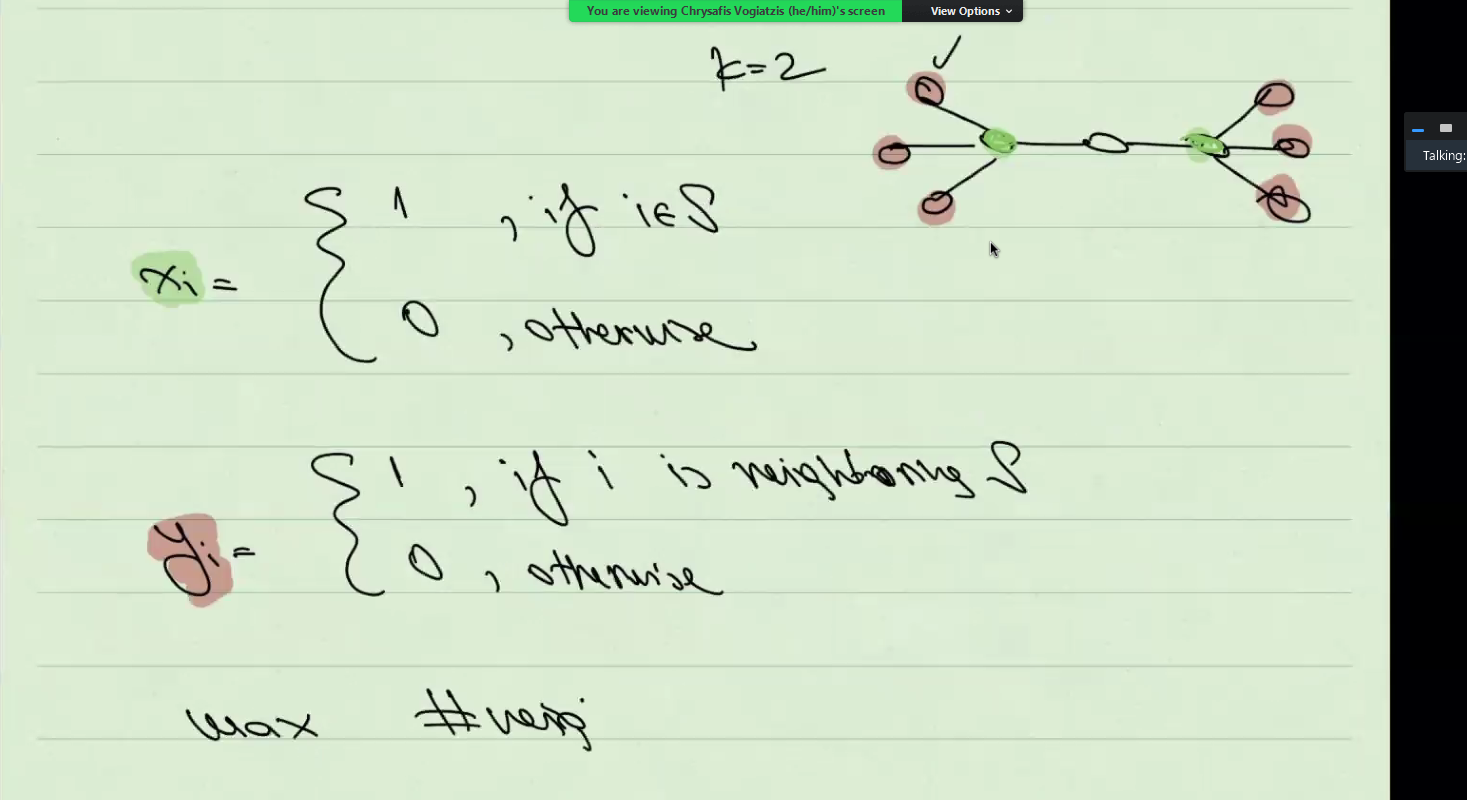 You are viewing Chrysafis Vogiatzis (he/him)'s screen View Options
k=2
Talking:
xi = { 1 , if i∈S
0 , otherwise
yi = { 1 , if i is neighboring S
0 , otherwise
max #neig